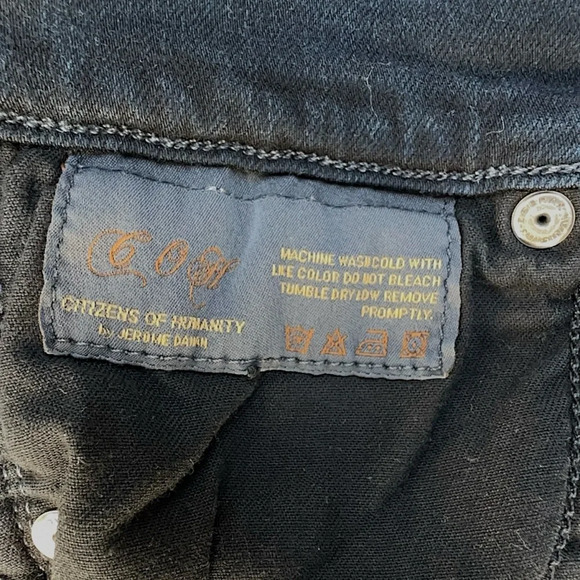 COH
CITIZENS OF HUMANITY
by JEROME DAHAN
MACHINE WASH COLD WITH
LIKE COLOR DO NOT BLEACH
TUMBLE DRY LOW REMOVE
PROMPTLY.